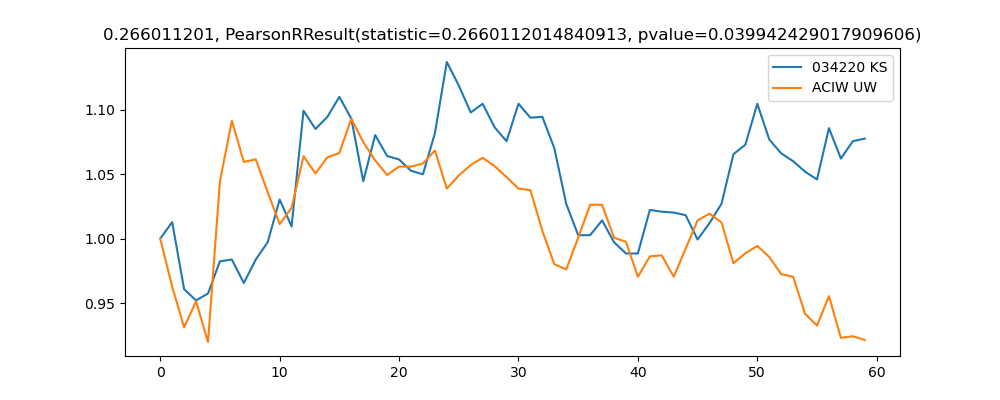 0.266011201, PearsonRResult(statistic=0.2660112014840913, pvalue=0.039942429017909606)
034220 KS
ACIW UW
1.10
1.05
1.00
0.95
0 10 20 30 40 50 60